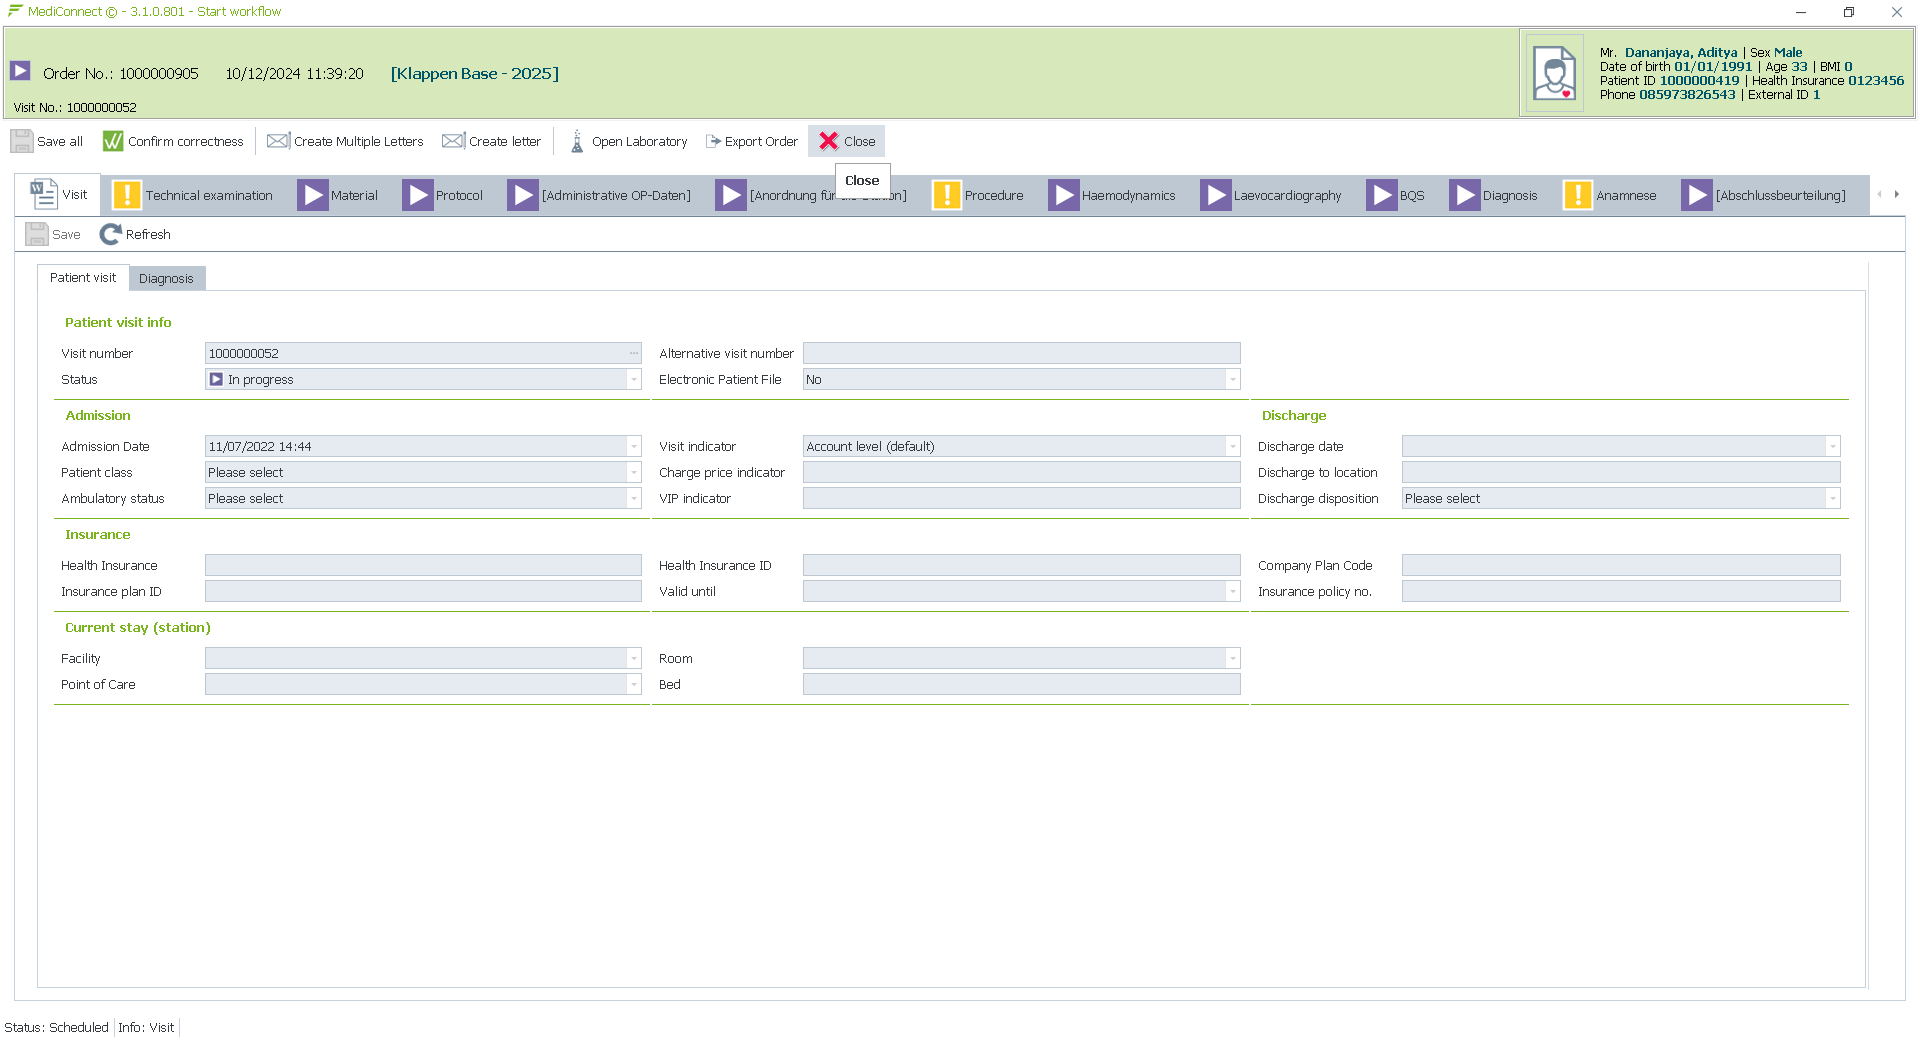 MediConnect © - 3.1.0.801 - Start workflow
Order No.: 1000000905 10/12/2024 11:39:20 [Klappen Base - 2025]
Visit No.: 1000000052
Mr. Dananjaya, Aditya | Sex Male
Date of birth 01/01/1991 | Age 33 | BMI 0
Patient ID 1000000419 | Health Insurance 0123456
Phone 085973826543 | External ID 1
Save all Confirm correctness Create Multiple Letters Create letter Open Laboratory Export Order Close
Close
Visit Technical examination Material Protocol [Administrative OP-Daten] [Anordnung für tation] Procedure Haemodynamics Laevocardiography BQS Diagnosis Anamnese [Abschlussbeurteilung]
Save Refresh
Patient visit Diagnosis
Patient visit info
Visit number 1000000052 ... Alternative visit number
Status In progress Electronic Patient File No
Admission Discharge
Admission Date 11/07/2022 14:44 Visit indicator Account level (default) Discharge date
Patient class Please select Charge price indicator Discharge to location
Ambulatory status Please select VIP indicator Discharge disposition Please select
Insurance
Health Insurance Health Insurance ID Company Plan Code
Insurance plan ID Valid until Insurance policy no.
Current stay (station)
Facility Room
Point of Care Bed
Status: Scheduled Info: Visit